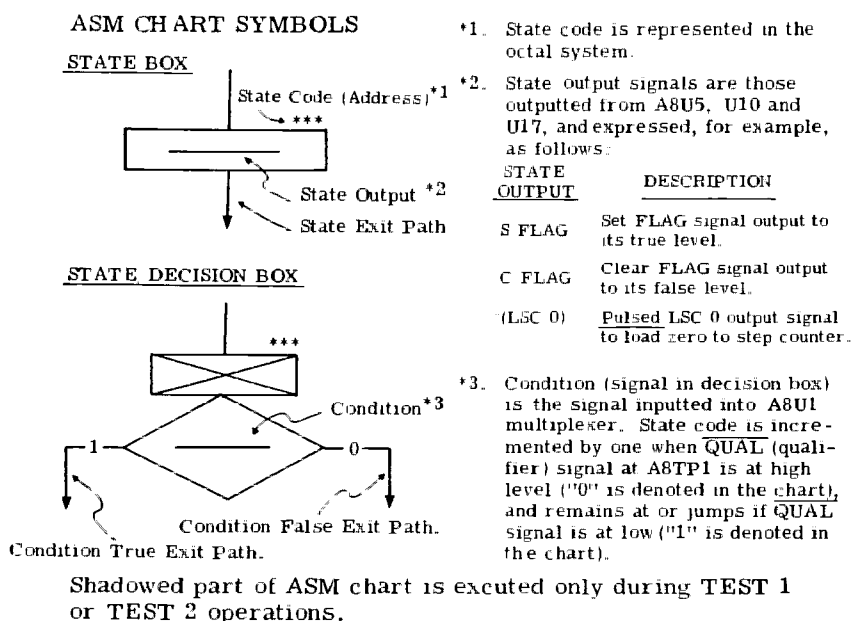 ASM CHART SYMBOLS
STATE BOX
State Code (Address)*1
***
State Output *2
State Exit Path
STATE DECISION BOX
***
Condition*3
1
0
Condition False Exit Path.
Condition True Exit Path.
*1. State code is represented in the
octal system.
*2. State output signals are those
outputted from A8U5, U10 and
U17, and expressed, for example,
as follows:
STATE
OUTPUT DESCRIPTION
S FLAG Set FLAG signal output to
its true level.
C FLAG Clear FLAG signal output
to its false level.
(LSC 0) Pulsed LSC 0 output signal
to load zero to step counter.
*3. Condition (signal in decision box)
is the signal inputted into A8U1
multiplexer. State code is incre-
mented by one when QUAL (quali-
fier) signal at A8TP1 is at high
level ("0" is denoted in the chart),
and remains at or jumps if QUAL
signal is at low ("1" is denoted in
the chart).
Shadowed part of ASM chart is excuted only during TEST 1
or TEST 2 operations.